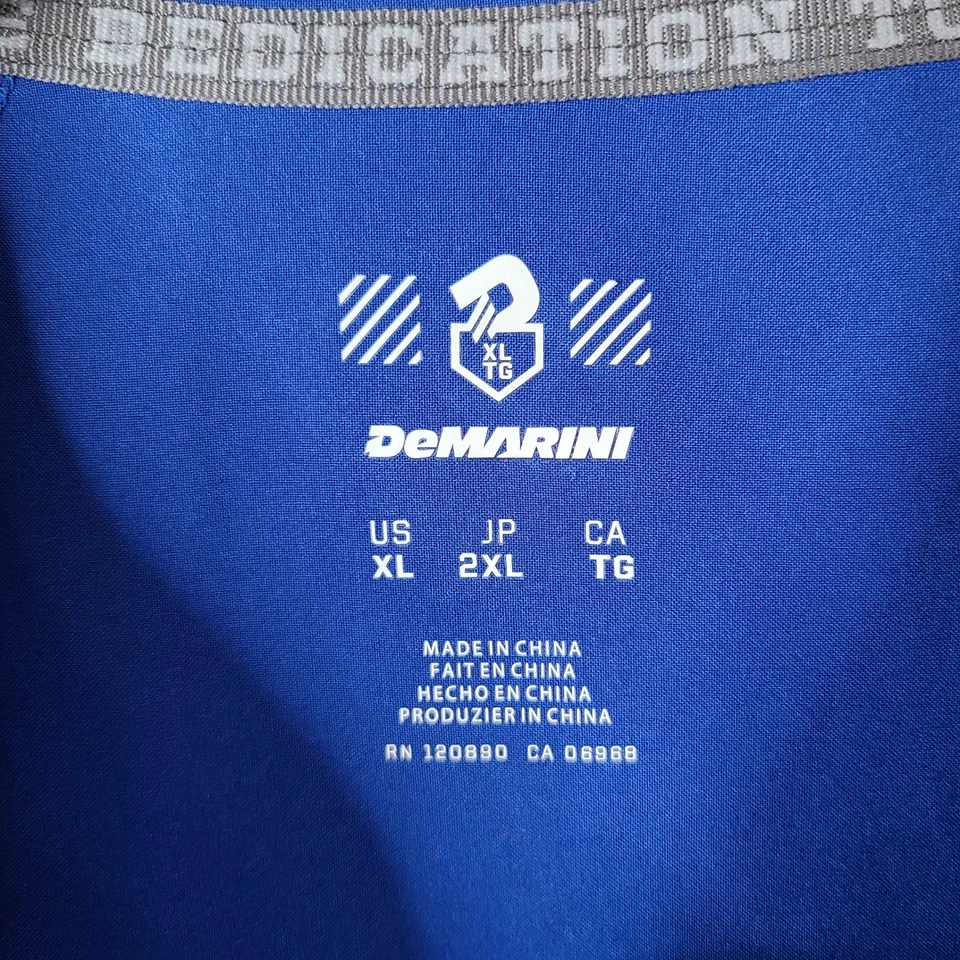 DEDICATION TO
XL
TG
DeMARINI
US JP CA
XL 2XL TG
MADE IN CHINA
FAIT EN CHINA
HECHO EN CHINA
PRODUZIER IN CHINA
RN 120890 CA 06968